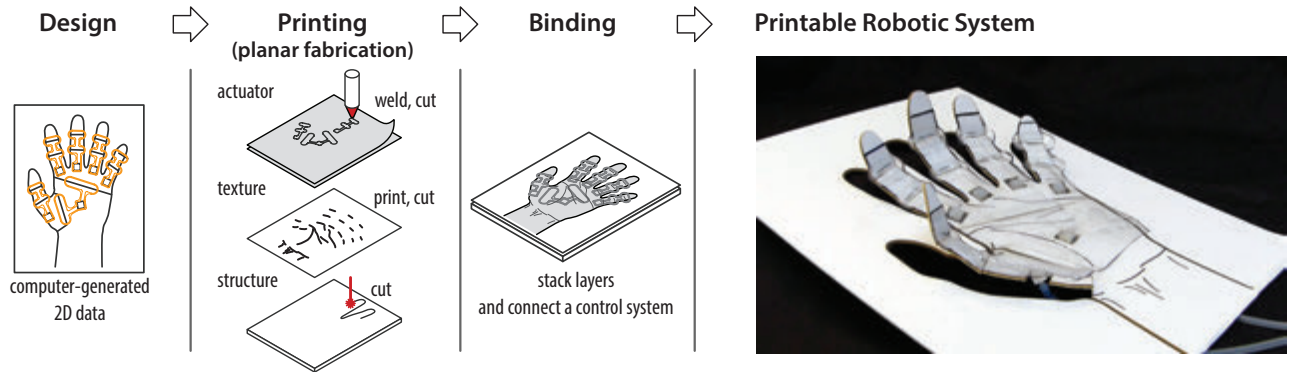 Design
Printing
(planar fabrication)
Binding
Printable Robotic System
computer-generated
2D data
actuator
weld, cut
texture
print, cut
structure
cut
stack layers
and connect a control system